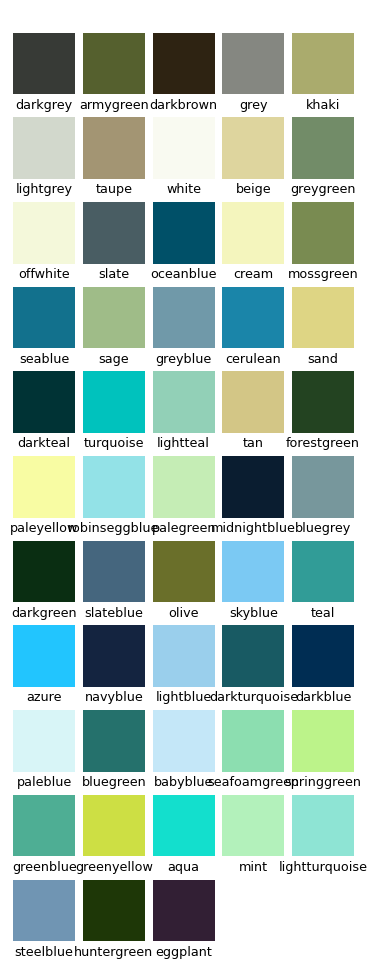 darkgrey armygreen darkbrown grey khaki
lightgrey taupe white beige greygreen
offwhite slate oceanblue cream mossgreen
seablue sage greyblue cerulean sand
darkteal turquoise lightteal tan forestgreen
paleyellow robinseggblue palegreen midnightblue bluegrey
darkgreen slateblue olive skyblue teal
azure navyblue lightblue darkturquoise darkblue
paleblue bluegreen babyblue seafoamgreen springgreen
greenblue greenyellow aqua mint lightturquoise
steelblue huntergreen eggplant